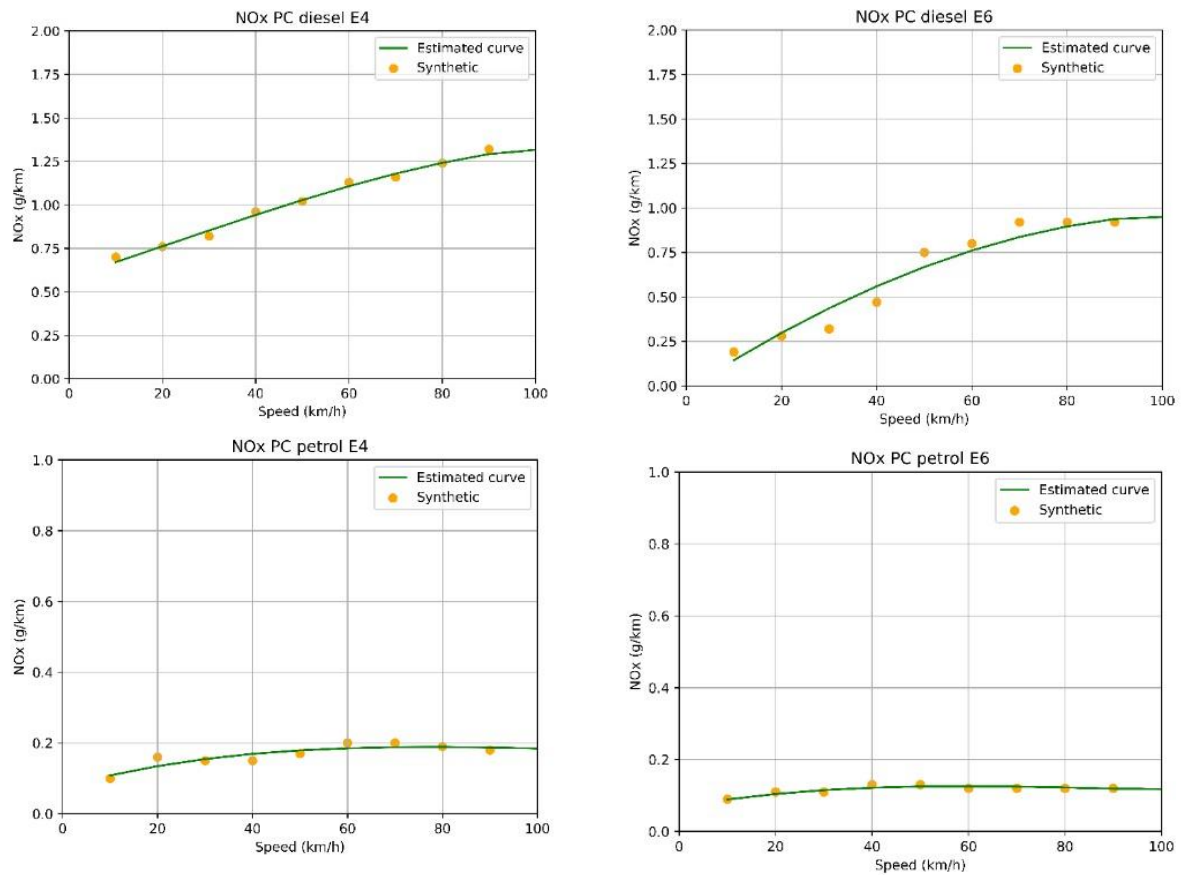 NOx PC diesel E4
2.00
1.75
1.50
1.25
1.00
0.75
0.50
0.25
0.00
NOx (g/km)
Estimated curve
Synthetic
0 20 40 60 80 100
Speed (km/h)
NOx PC diesel E6
2.00
1.75
1.50
1.25
1.00
0.75
0.50
0.25
0.00
NOx (g/km)
Estimated curve
Synthetic
0 20 40 60 80 100
Speed (km/h)
NOx PC petrol E4
1.0
0.8
0.6
0.4
0.2
0.0
NOx (g/km)
Estimated curve
Synthetic
0 20 40 60 80 100
Speed (km/h)
NOx PC petrol E6
1.0
0.8
0.6
0.4
0.2
0.0
NOx (g/km)
Estimated curve
Synthetic
0 20 40 60 80 100
Speed (km/h)